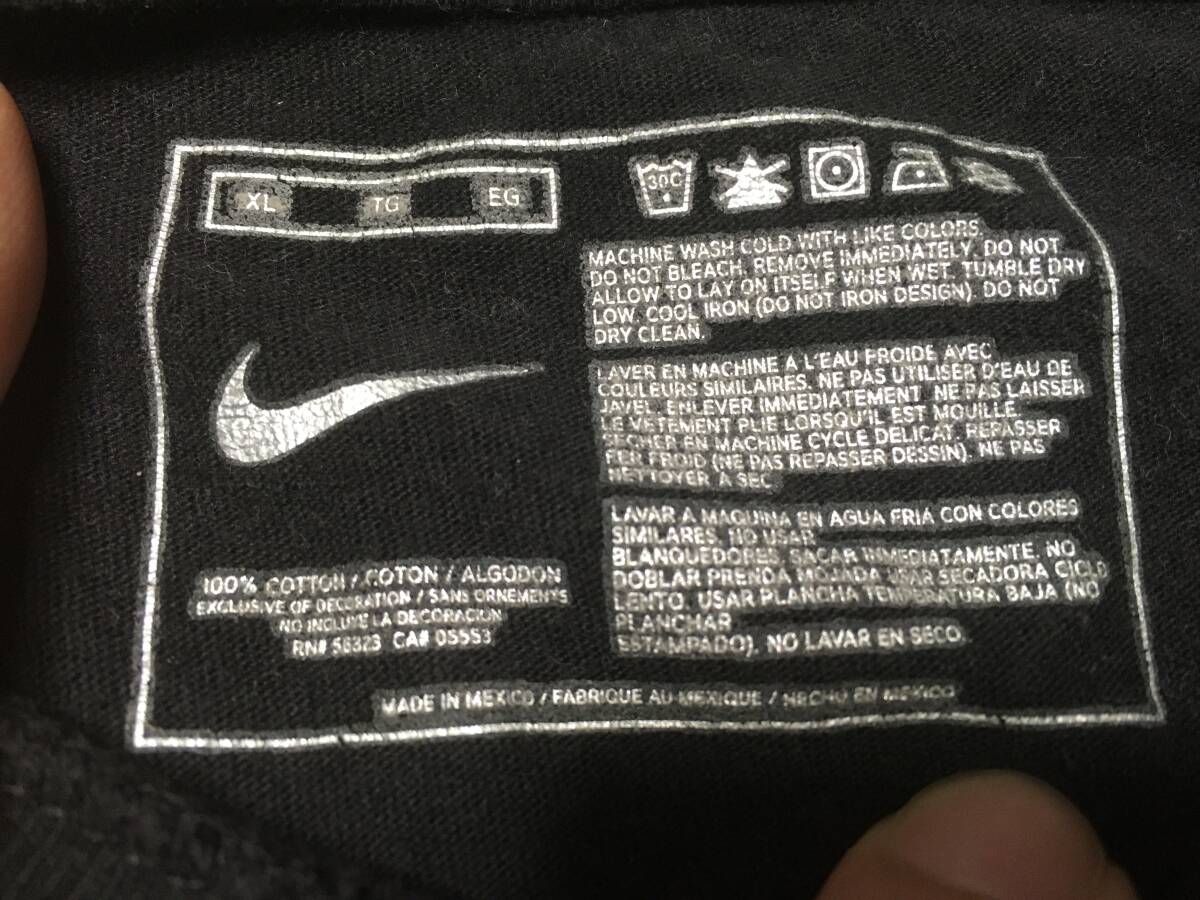 XL TG EG
30C
MACHINE WASH COLD WITH LIKE COLORS.
DO NOT BLEACH. REMOVE IMMEDIATELY. DO NOT
ALLOW TO LAY ON ITSELF WHEN WET. TUMBLE DRY
LOW. COOL IRON (DO NOT IRON DESIGN). DO NOT
DRY CLEAN.
LAVER EN MACHINE A L'EAU FROIDE AVEC
COULEURS SIMILAIRES. NE PAS UTILISER D'EAU DE
JAVEL. ENLEVER IMMEDIATEMENT. NE PAS LAISSER
LE VETEMENT PLIE LORSQU'IL EST MOUILLE.
SECHER EN MACHINE CYCLE DELICAT. REPASSER
FER FROID (NE PAS REPASSER DESSIN). NE PAS
NETTOYER A SEC.
LAVAR A MAQUINA EN AGUA FRIA CON COLORES
SIMILARES. NO USAR
BLANQUEDORES. SACAR INMEDIATAMENTE. NO
DOBLAR PRENDA MOJADA USAR SECADORA CICLO
LENTO. USAR PLANCHA TEMPERATURA BAJA (NO
PLANCHAR
ESTAMPADO). NO LAVAR EN SECO.
100% COTTON / COTON / ALGODON
EXCLUSIVE OF DECORATION / SANS ORNEMENTS
NO INCLUYE LA DECORACION
RN# 56323 CA# 05553
MADE IN MEXICO / FABRIQUE AU MEXIQUE / HECHO EN MEXICO